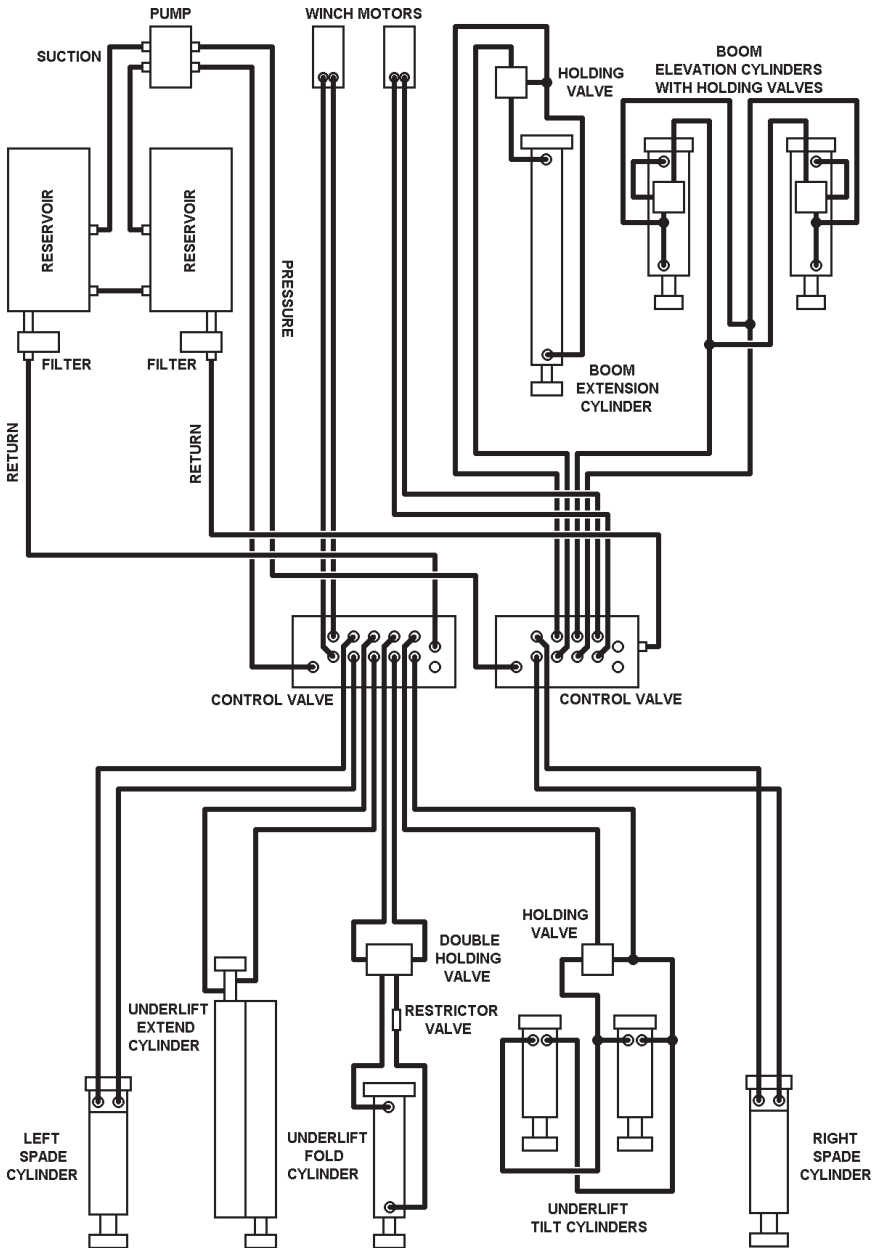 PUMP
WINCH MOTORS
SUCTION
HOLDING
VALVE
BOOM
ELEVATION CYLINDERS
WITH HOLDING VALVES
RESERVOIR
RESERVOIR
PRESSURE
FILTER
FILTER
BOOM
EXTENSION
CYLINDER
RETURN
RETURN
CONTROL VALVE
CONTROL VALVE
HOLDING
VALVE
DOUBLE
HOLDING
VALVE
UNDERLIFT
EXTEND
CYLINDER
RESTRICTOR
VALVE
LEFT
SPADE
CYLINDER
UNDERLIFT
FOLD
CYLINDER
UNDERLIFT
TILT CYLINDERS
RIGHT
SPADE
CYLINDER